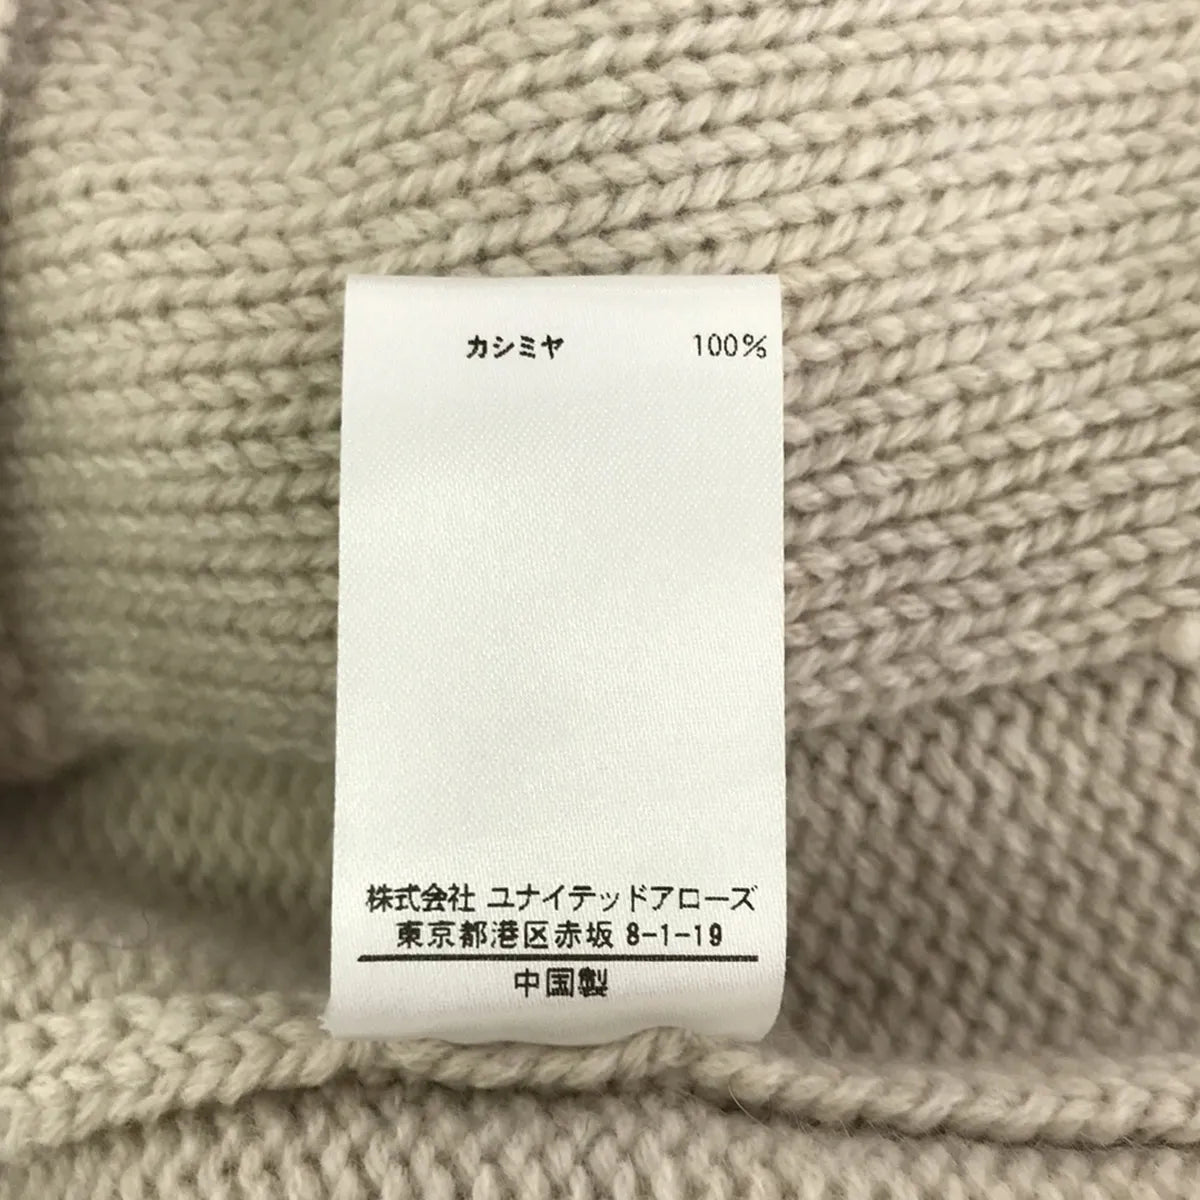 カシミヤ 100%
株式会社 ユナイテッドアローズ
東京都港区赤坂 8-1-19
中国製